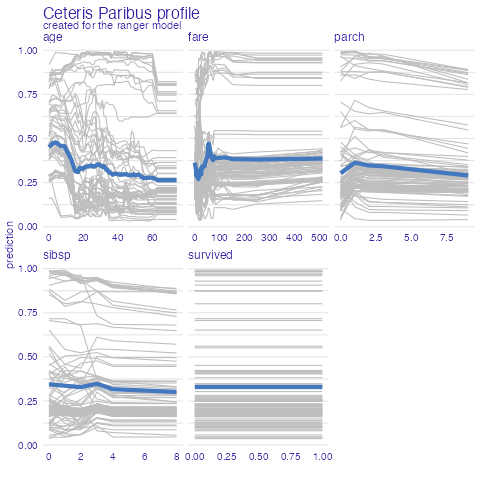 Ceteris Paribus profile
created for the ranger model
age fare parch
1.00
0.75
0.50
0.25
0.00
0 20 40 60 0 100 200 300 400 500 0.0 2.5 5.0 7.5
prediction
sibsp survived
1.00
0.75
0.50
0.25
0.00
0 2 4 6 8 0.00 0.25 0.50 0.75 1.00